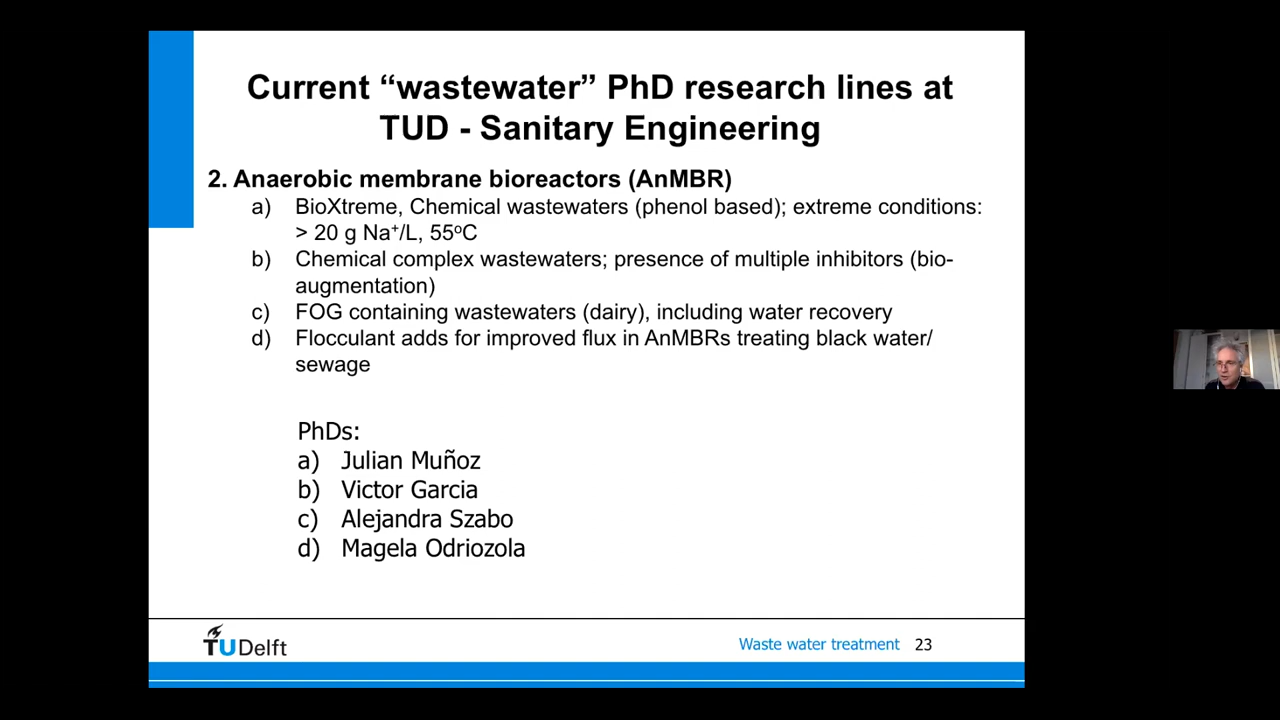 Current “wastewater” PhD research lines at
TUD - Sanitary Engineering
2. Anaerobic membrane bioreactors (AnMBR)
a) BioXtreme, Chemical wastewaters (phenol based); extreme conditions:
> 20 g Na⁺/L, 55ºC
b) Chemical complex wastewaters; presence of multiple inhibitors (bio-
augmentation)
c) FOG containing wastewaters (dairy), including water recovery
d) Flocculant adds for improved flux in AnMBRs treating black water/
sewage
PhDs:
a) Julian Muñoz
b) Victor Garcia
c) Alejandra Szabo
d) Magela Odriozola
TUDelft
Waste water treatment 23